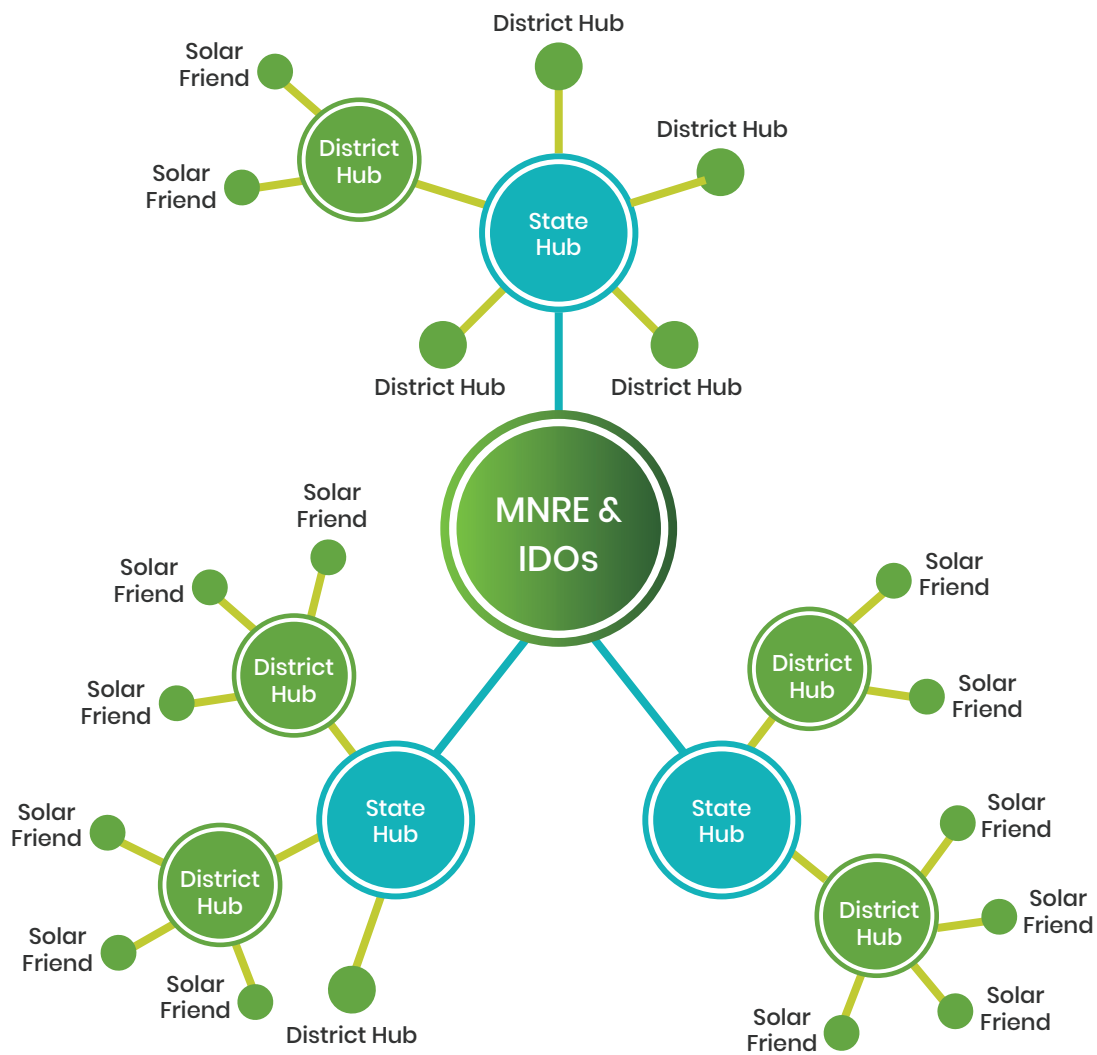 District Hub
Solar
Friend
District Hub
District
Hub
Solar
Friend
State
Hub
District Hub
District Hub
MNRE &
IDOs
Solar
Friend
Solar
Friend
Solar
Friend
District
Hub
Solar
Friend
District
Hub
Solar
Friend
State
Hub
State
Hub
Solar
Friend
Solar
Friend
District
Hub
Solar
Friend
District
Hub
Solar
Friend
Solar
Friend
Solar
Friend
Solar
Friend
Solar
Friend
District Hub